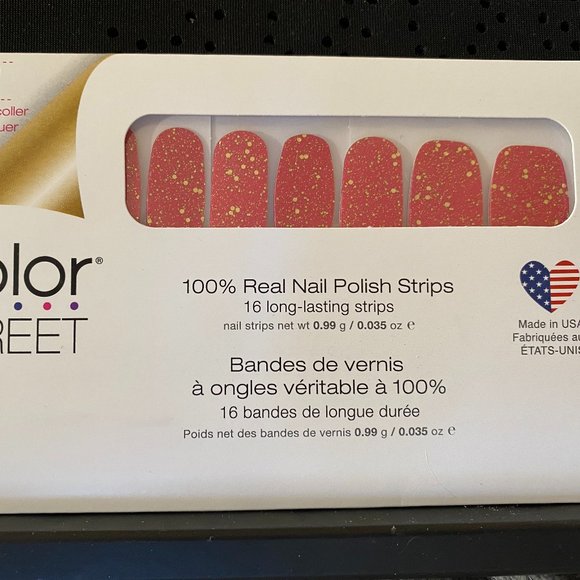 coller
uer
olor®
REET
100% Real Nail Polish Strips
16 long-lasting strips
nail strips net wt 0.99 g / 0.035 oz ℮
Bandes de vernis
à ongles véritable à 100%
16 bandes de longue durée
Poids net des bandes de vernis 0.99 g / 0.035 oz ℮
Made in USA
Fabriquées au
ÉTATS-UNIS